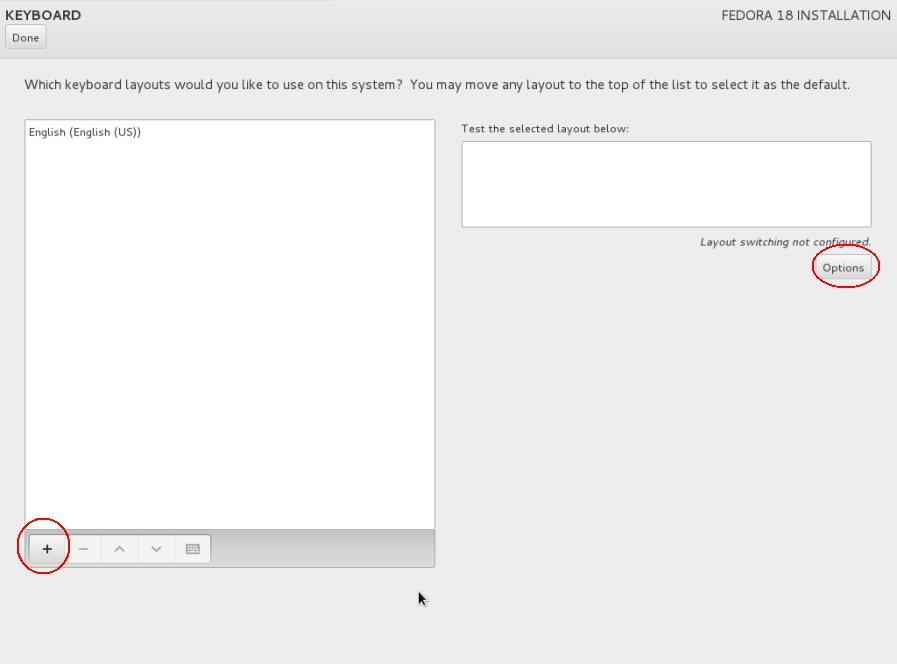 KEYBOARD
FEDORA 18 INSTALLATION
Done
Which keyboard layouts would you like to use on this system? You may move any layout to the top of the list to select it as the default.
English (English (US))
Test the selected layout below:
Layout switching not configured.
Options